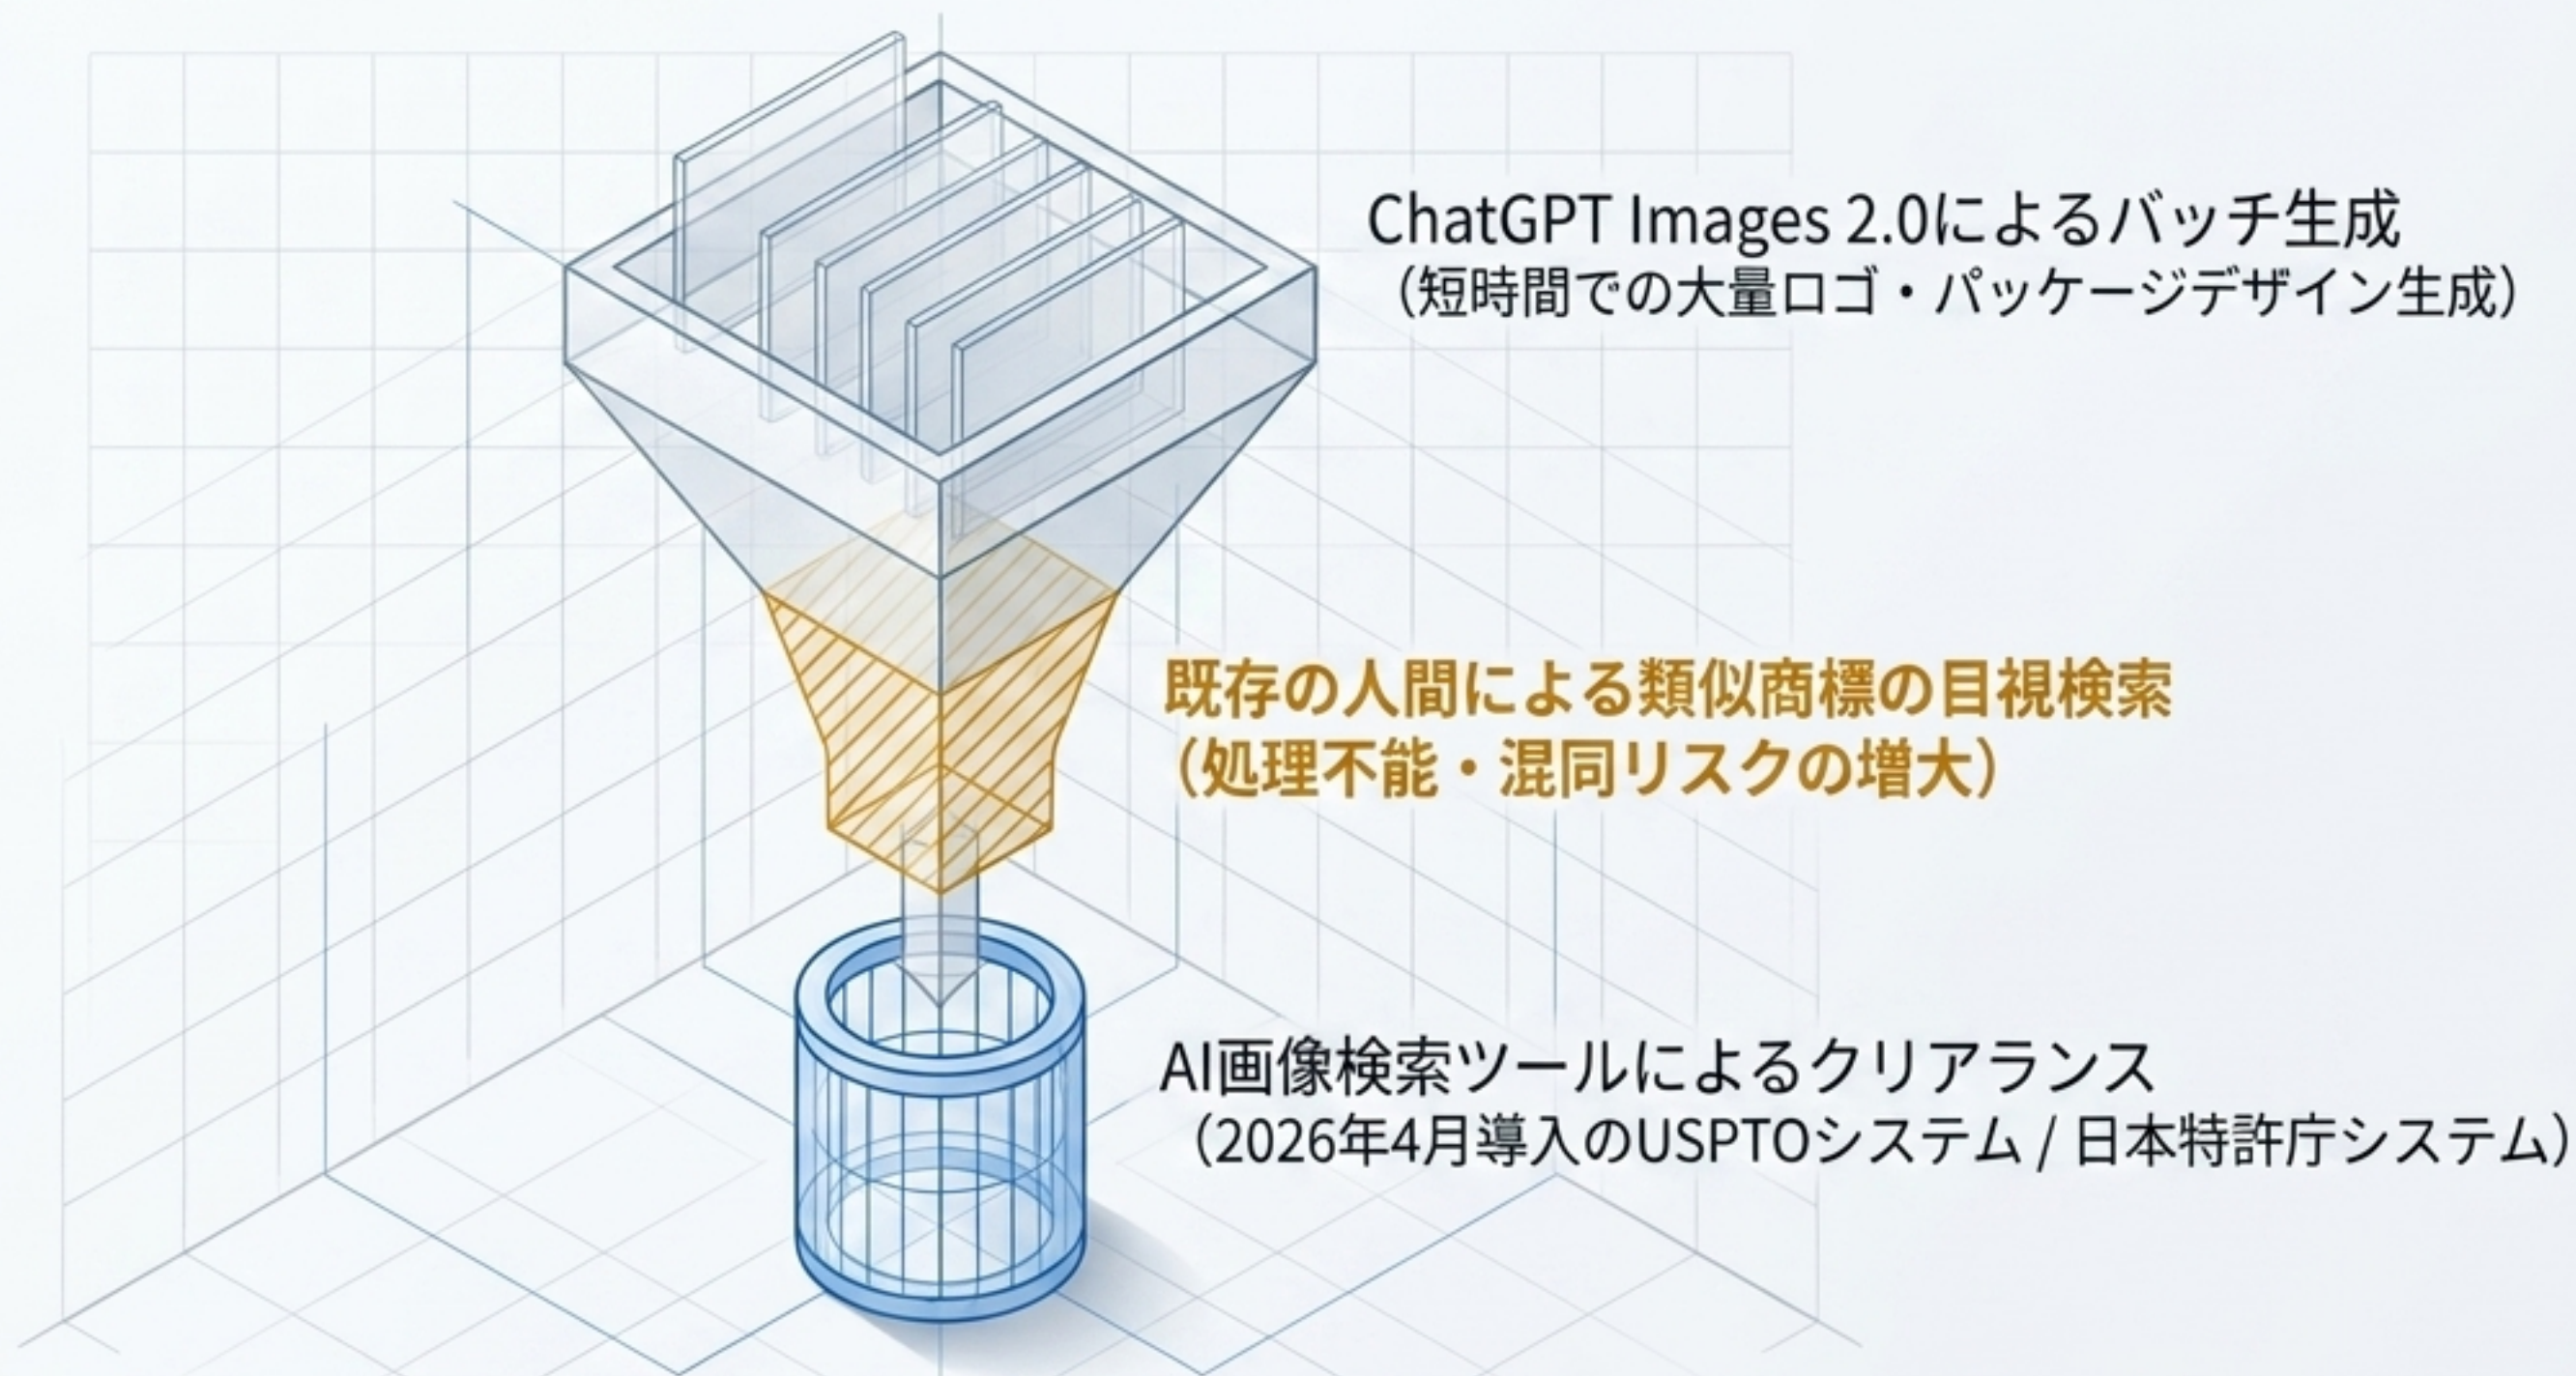 ChatGPT Images 2.0によるバッチ生成
（短時間での大量ロゴ・パッケージデザイン生成）
既存の人間による類似商標の目視検索
（処理不能・混同リスクの増大）
AI画像検索ツールによるクリアランス
（2026年4月導入のUSPTOシステム / 日本特許庁システム）